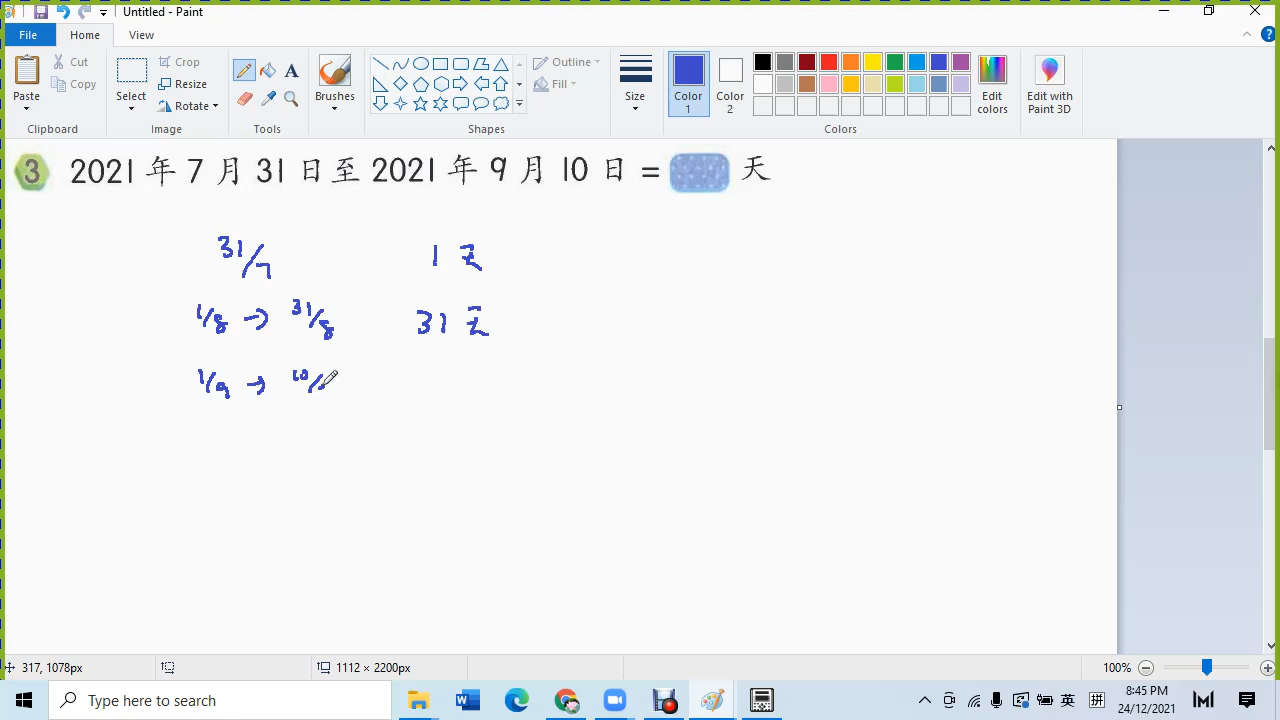 Untitled - Paint
File Home View
Paste
Cut
Copy
Clipboard
Select
Crop
Resize
Rotate
Image
Tools
Brushes
Outline
Fill
Shapes
Size
Color 1
Color 2
Edit colors
Colors
Edit with Paint 3D
3 2021 年 7 月 31 日至 2021 年 9 月 10 日 = 天
31/7 1 天
1/8 → 31/8 31 天
1/9 → 10/
317, 1078px
1112 × 2200px
100%
Type here to search
英
拼
8:45 PM
24/12/2021